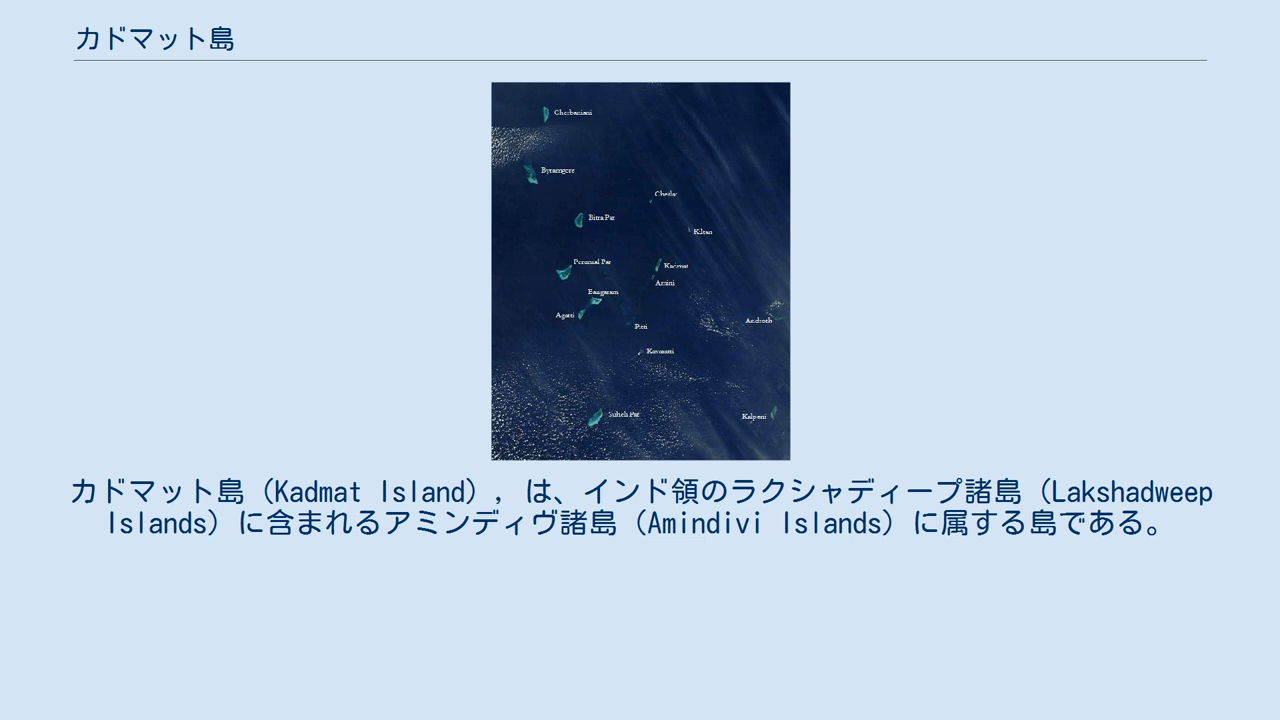 カドマット島
Cherbaniani
Byramgore
Bitra Par
Kiltan
Perumal Par
Kadmat
Amini
Bangaram
Agatti
Pitti
Androth
Kavaratti
Suheli Par
Kalpeni
カドマット島（Kadmat Island）, は、インド領のラクシャディープ諸島（Lakshadweep
Islands）に含まれるアミンディヴ諸島（Amindivi Islands）に属する島である。